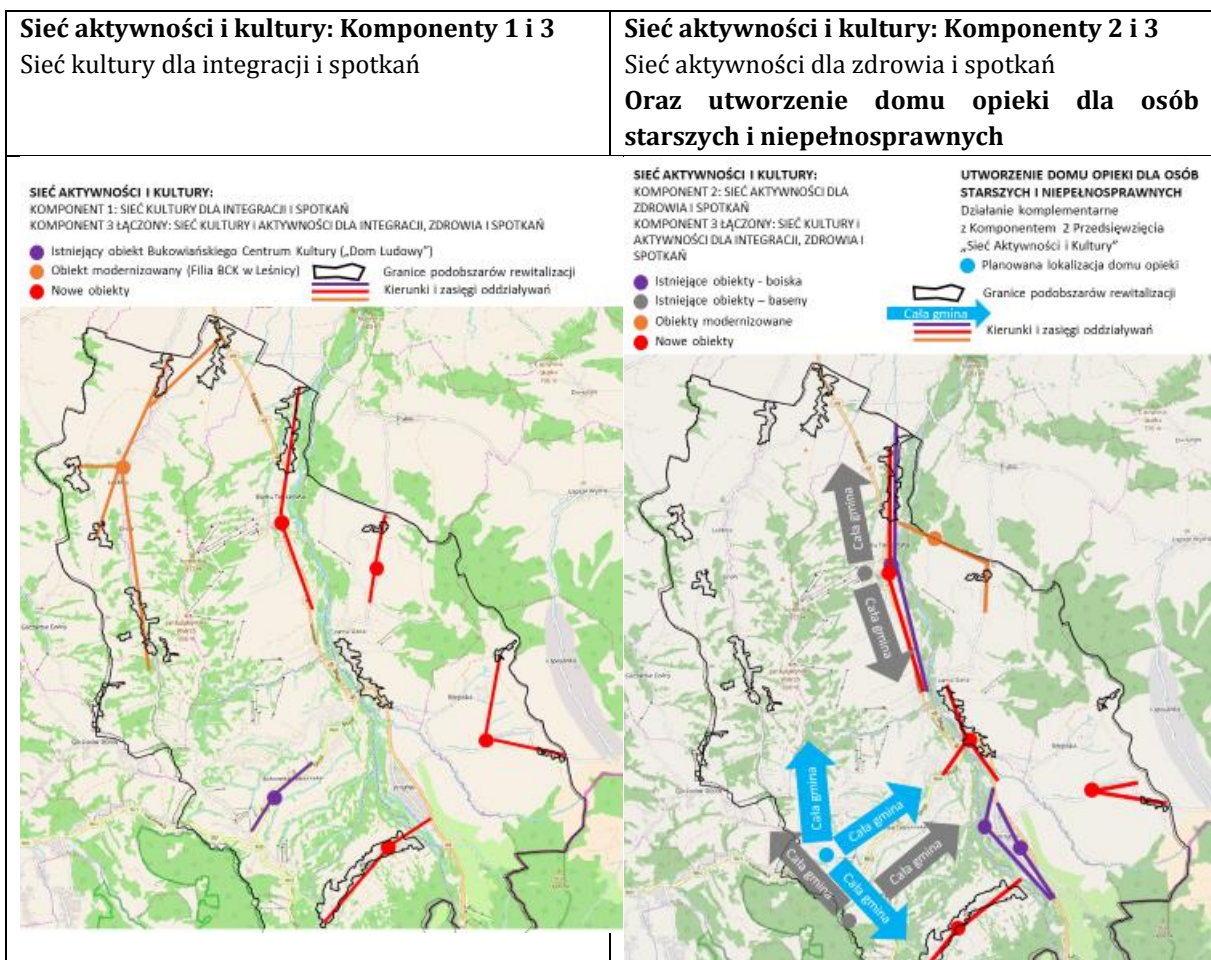 Sieć aktywności i kultury: Komponenty 1 i 3
Sieć kultury dla integracji i spotkań
Sieć aktywności i kultury: Komponenty 2 i 3
Sieć aktywności dla zdrowia i spotkań
Oraz utworzenie domu opieki dla osób
starszych i niepełnosprawnych
SIEĆ AKTYWNOŚCI I KULTURY:
KOMPONENT 1: SIEĆ KULTURY DLA INTEGRACJI I SPOTKAŃ
KOMPONENT 3 ŁĄCZONY: SIEĆ KULTURY i AKTYWNOŚCI DLA INTEGRACJI, ZDROWIA I SPOTKAŃ
Istniejący obiekt Bukowiańskiego Centrum Kultury („Dom Ludowy”)
Obiekt modernizowany (Filia BCK w Leśnicy)
Nowe obiekty
Granice podobszarów rewitalizacji
Kierunki i zasięgi oddziaływań
SIEĆ AKTYWNOŚCI I KULTURY:
KOMPONENT 2: SIEĆ AKTYWNOŚCI DLA
ZDROWIA I SPOTKAŃ
KOMPONENT 3 ŁĄCZONY: SIEĆ KULTURY i
AKTYWNOŚCI DLA INTEGRACJI, ZDROWIA I
SPOTKAŃ
Istniejące obiekty - boiska
Istniejące obiekty – baseny
Obiekty modernizowane
Nowe obiekty
UTWORZENIE DOMU OPIEKI DLA OSÓB
STARSZYCH I NIEPEŁNOSPRAWNYCH
Działanie komplementarne
z Komponentem 2 Przedsięwzięcia
„Sieć Aktywności i Kultury”
Planowana lokalizacja domu opieki
Granice podobszarów rewitalizacji
Cała gmina
Kierunki i zasięgi oddziaływań
Cała gmina
Cała gmina
Cała gmina
Cała gmina
Cała gmina
Cała gmina
Cała gmina